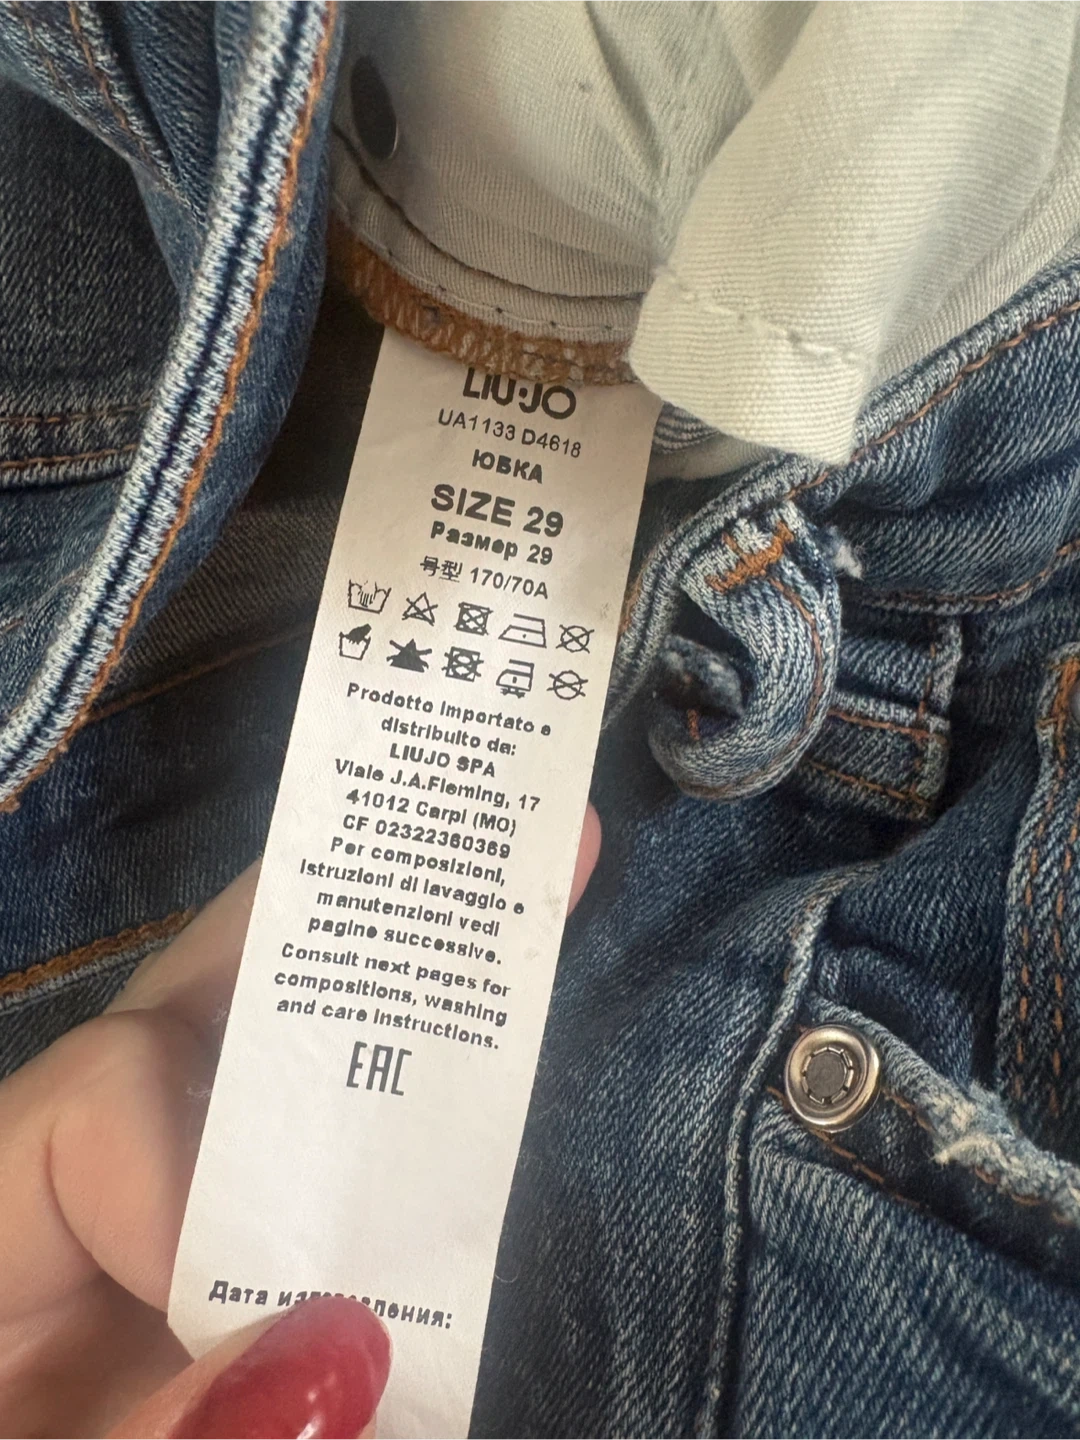 LIU·JO
UA1133 D4618
ЮБКА
SIZE 29
Размер 29
号型 170/70A
Prodotto importato e
distribuito da:
LIUJO SPA
Viale J.A.Fleming, 17
41012 Carpi (MO)
CF 02322360369
Per composizioni,
istruzioni di lavaggio e
manutenzioni vedi
pagine successive.
Consult next pages for
compositions, washing
and care instructions.
EAC
Дата